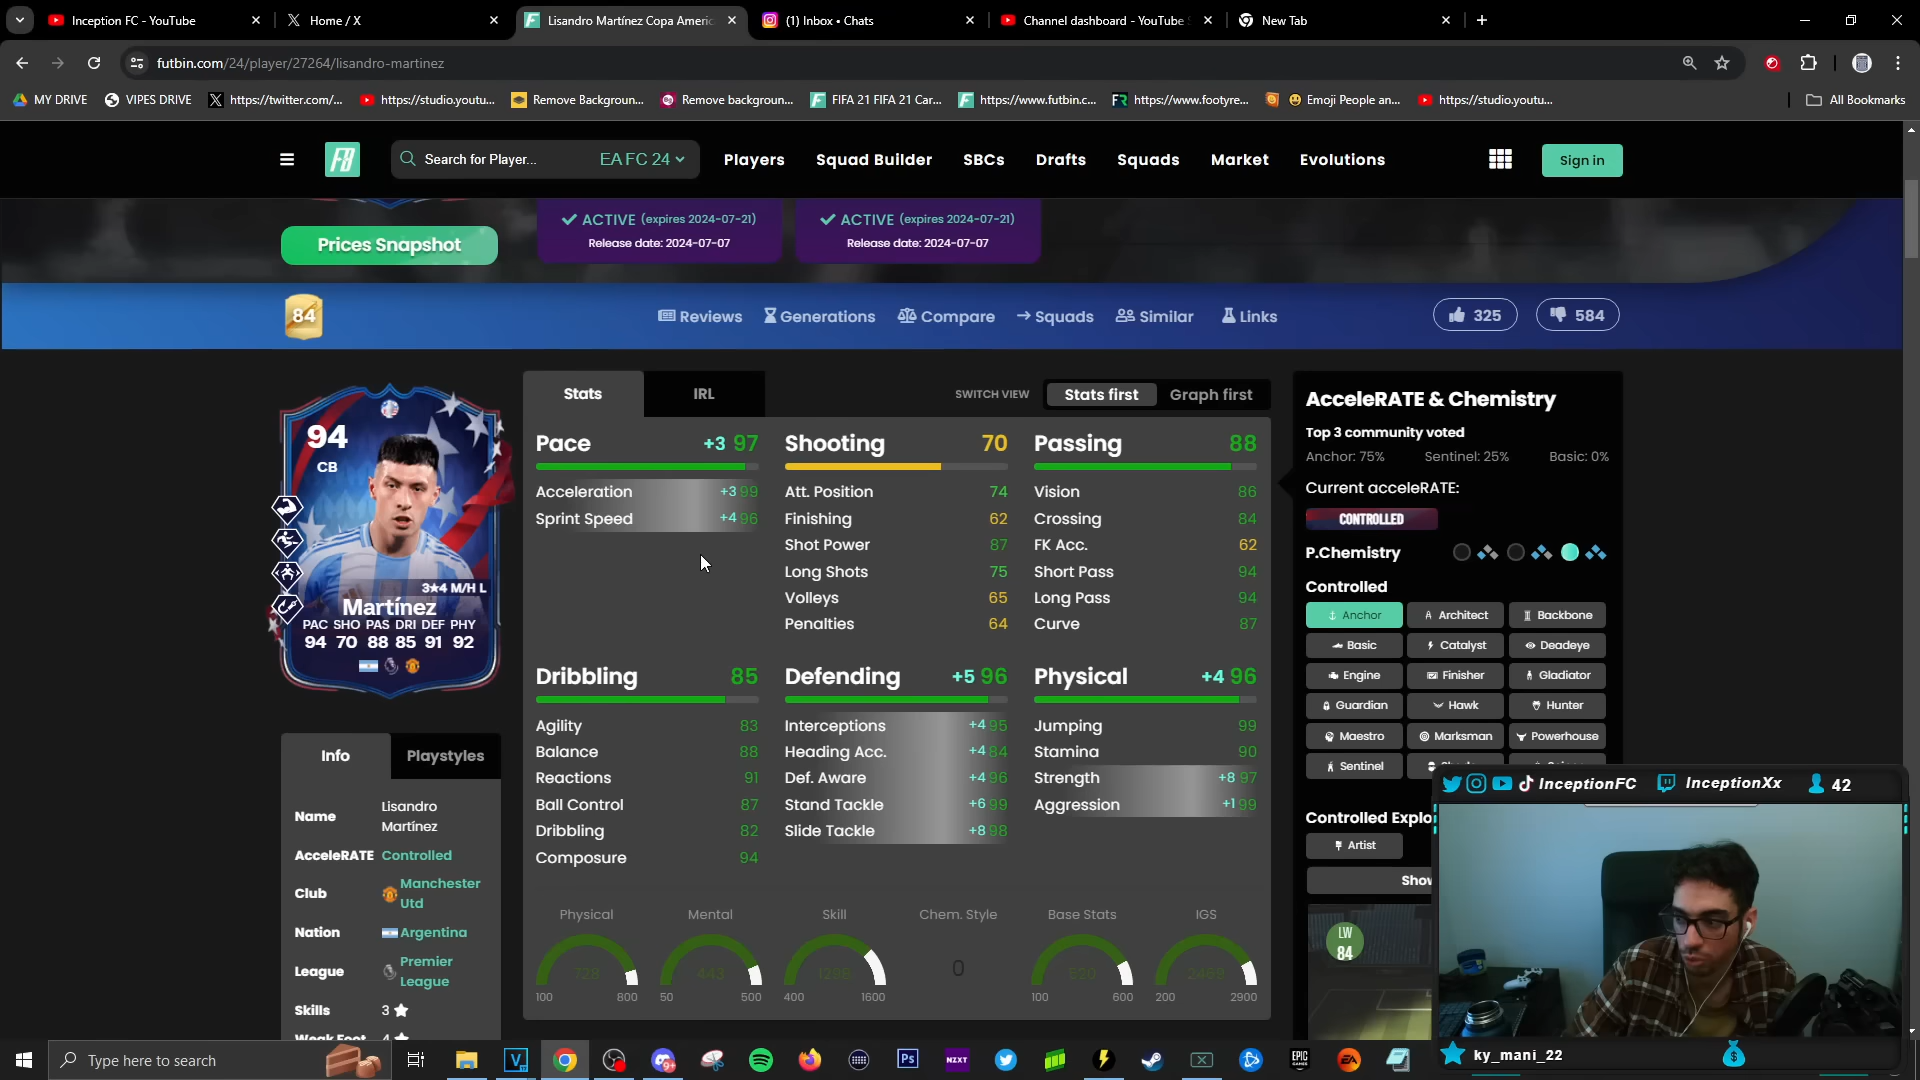 Inception FC - YouTube
Home / X
Lisandro Martínez Copa Americ
(1) Inbox • Chats
Channel dashboard - YouTube
New Tab
futbin.com/24/player/27264/lisandro-martinez
MY DRIVE
VIPES DRIVE
https://twitter.com/...
https://studio.youtu...
Remove Backgroun...
Remove backgroun...
FIFA 21 FIFA 21 Car...
https://www.futbin.c...
https://www.footyre...
Emoji People an...
https://studio.youtu...
All Bookmarks
Search for Player... EA FC 24
Players Squad Builder SBCs Drafts Squads Market Evolutions
Sign in
Prices Snapshot
ACTIVE (expires 2024-07-21)
Release date: 2024-07-07
ACTIVE (expires 2024-07-21)
Release date: 2024-07-07
84
Reviews Generations Compare Squads Similar Links
325 584
94
CB
3★4 M/H L
Martínez
PAC SHO PAS DRI DEF PHY
94 70 88 85 91 92
Stats IRL
SWITCH VIEW Stats first Graph first
Pace +3 97
Acceleration +3 99
Sprint Speed +4 96
Shooting 70
Att. Position 74
Finishing 62
Shot Power 87
Long Shots 75
Volleys 65
Penalties 64
Passing 88
Vision 86
Crossing 84
FK Acc. 62
Short Pass 94
Long Pass 94
Curve 87
Dribbling 85
Agility 83
Balance 88
Reactions 91
Ball Control 87
Dribbling 82
Composure 94
Defending +5 96
Interceptions +4 95
Heading Acc. +4 84
Def. Aware +4 96
Stand Tackle +6 99
Slide Tackle +8 98
Physical +4 96
Jumping 99
Stamina 90
Strength +8 97
Aggression +1 99
Physical Mental Skill Chem. Style Base Stats IGS
728 443 0 520
100 800 50 500 400 1600 100 600 200 2900
AcceleRATE & Chemistry
Top 3 community voted
Anchor: 75% Sentinel: 25% Basic: 0%
Current acceleRATE:
CONTROLLED
P.Chemistry
Controlled
Anchor Architect Backbone
Basic Catalyst Deadeye
Engine Finisher Gladiator
Guardian Hawk Hunter
Maestro Marksman Powerhouse
Sentinel
Controlled Explo
Artist
Show
LW
84
Info Playstyles
Name Lisandro Martínez
AcceleRATE Controlled
Club Manchester Utd
Nation Argentina
League Premier League
Skills 3
Weak Foot 4
InceptionFC InceptionXx 42
ky_mani_22
Type here to search